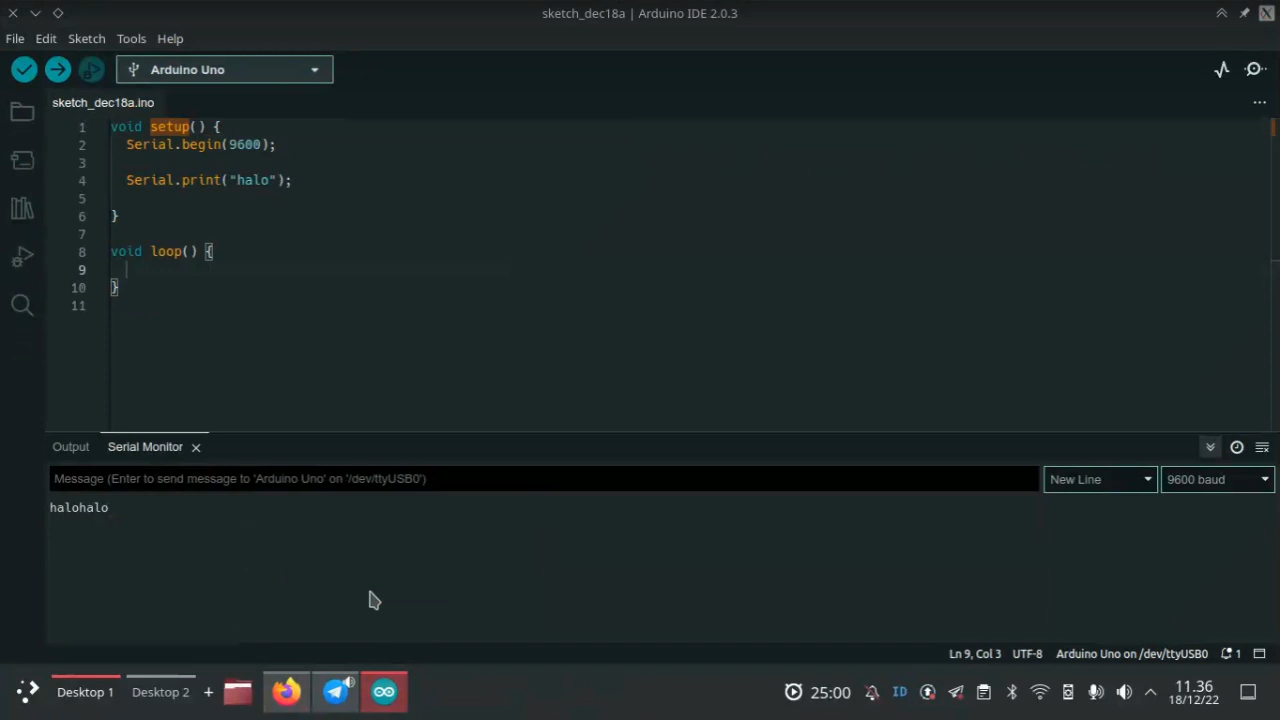 sketch_dec18a | Arduino IDE 2.0.3
File Edit Sketch Tools Help
Arduino Uno
sketch_dec18a.ino
1 void setup() {
2 Serial.begin(9600);
3
4 Serial.print("halo");
5
6 }
7
8 void loop() {
9
10 }
11
Output Serial Monitor
Message (Enter to send message to 'Arduino Uno' on '/dev/ttyUSB0')
New Line 9600 baud
halohalo
Ln 9, Col 3 UTF-8 Arduino Uno on /dev/ttyUSB0 1
Desktop 1 Desktop 2 + 25:00 ID 11.36
18/12/22